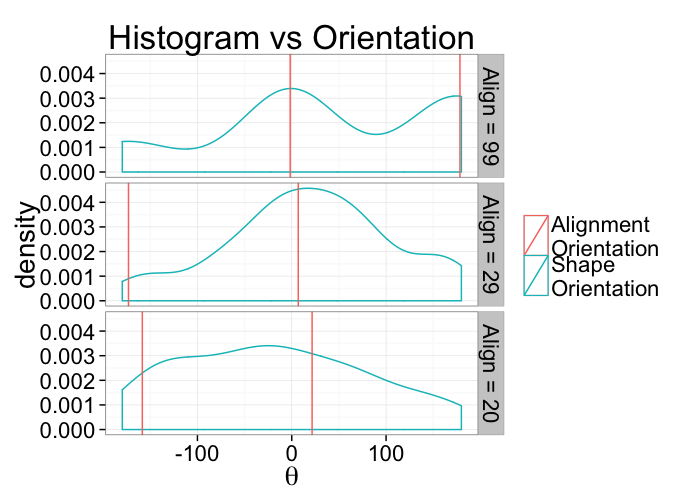 Histogram vs Orientation
density
0.004
0.003
0.002
0.001
0.000
Align = 99
0.004
0.003
0.002
0.001
0.000
Align = 29
0.004
0.003
0.002
0.001
0.000
Align = 20
-100
0
100
θ
Alignment
Orientation
Shape
Orientation